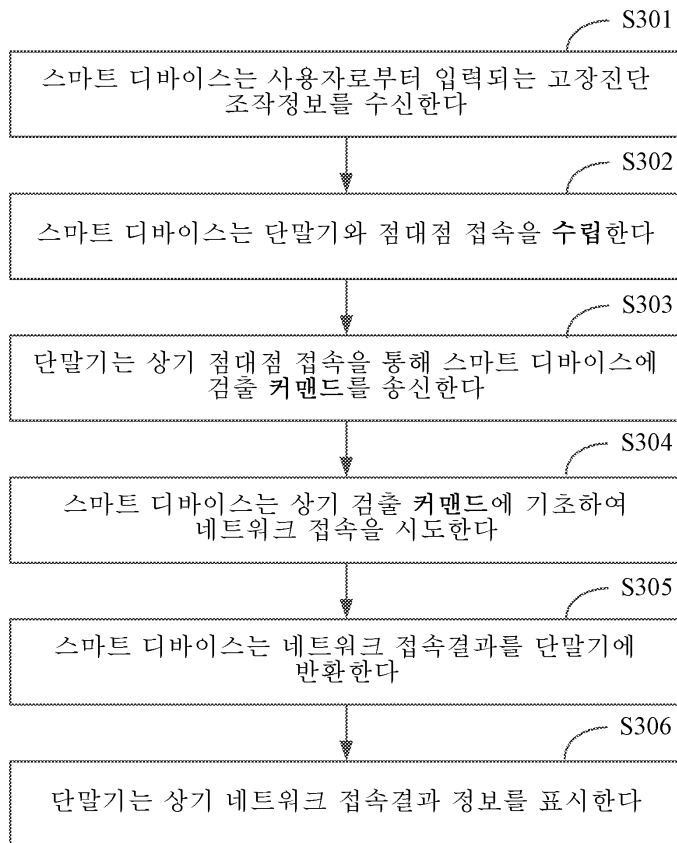 S301
스마트 디바이스는 사용자로부터 입력되는 고장진단
조작정보를 수신한다
S302
스마트 디바이스는 단말기와 점대점 접속을 수립한다
S303
단말기는 상기 점대점 접속을 통해 스마트 디바이스에
검출 커맨드를 송신한다
S304
스마트 디바이스는 상기 검출 커맨드에 기초하여
네트워크 접속을 시도한다
S305
스마트 디바이스는 네트워크 접속결과를 단말기에
반환한다
S306
단말기는 상기 네트워크 접속결과 정보를 표시한다